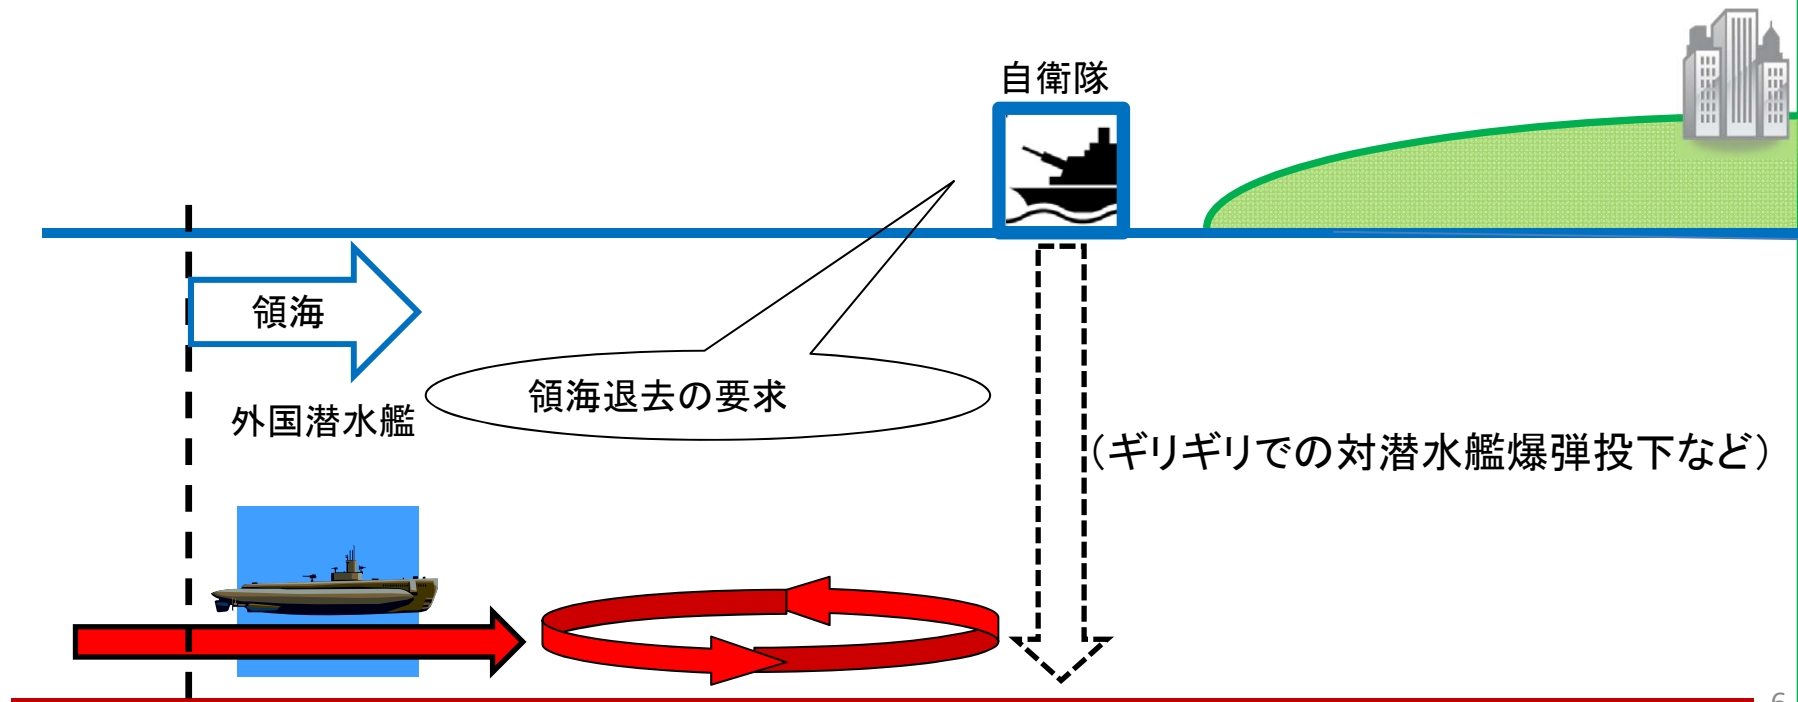 自衛隊
領海
領海退去の要求
外国潜水艦
（ギリギリでの対潜水艦爆弾投下など）
6